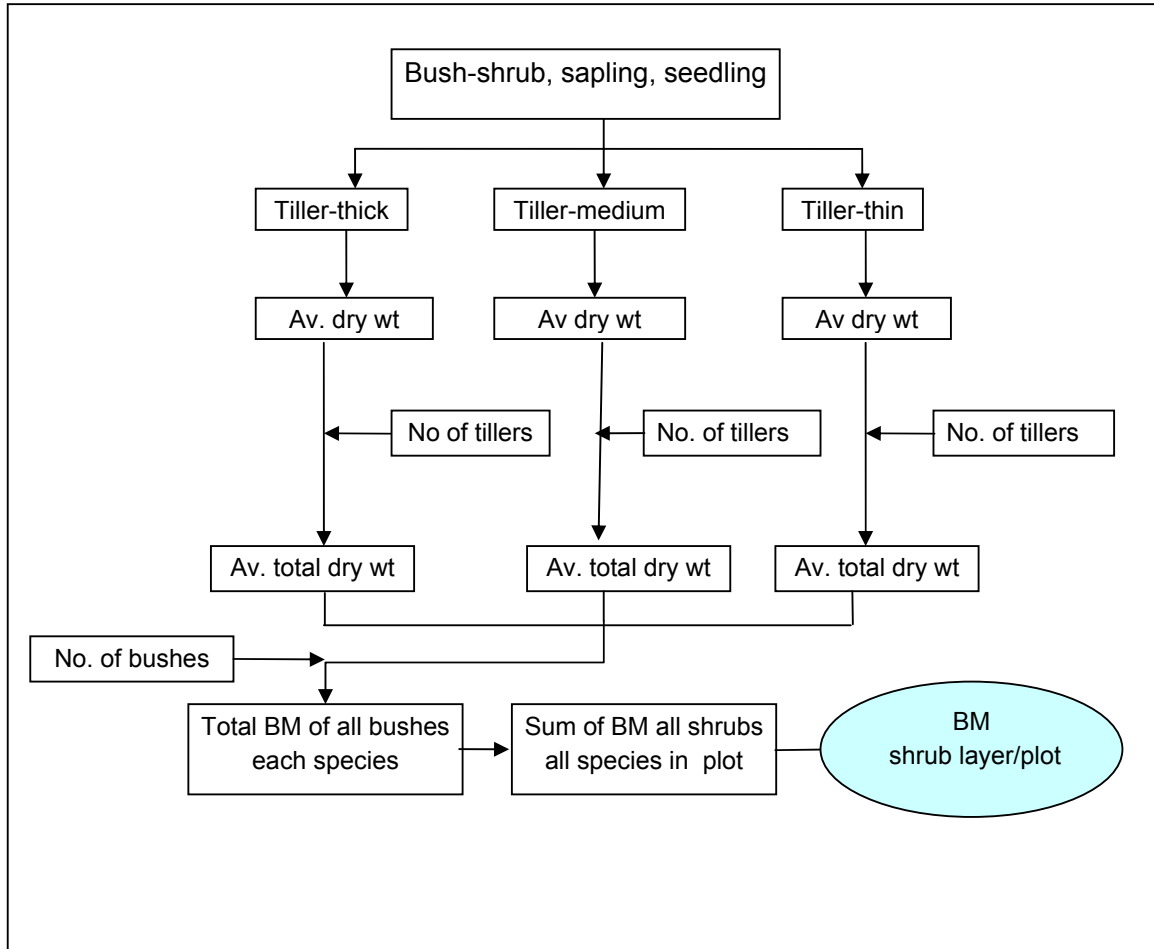 Bush-shrub, sapling, seedling
Tiller-thick
Tiller-medium
Tiller-thin
Av. dry wt
Av dry wt
Av dry wt
No of tillers
No. of tillers
No. of tillers
Av. total dry wt
Av. total dry wt
Av. total dry wt
No. of bushes
Total BM of all bushes
each species
Sum of BM all shrubs
all species in plot
BM
shrub layer/plot